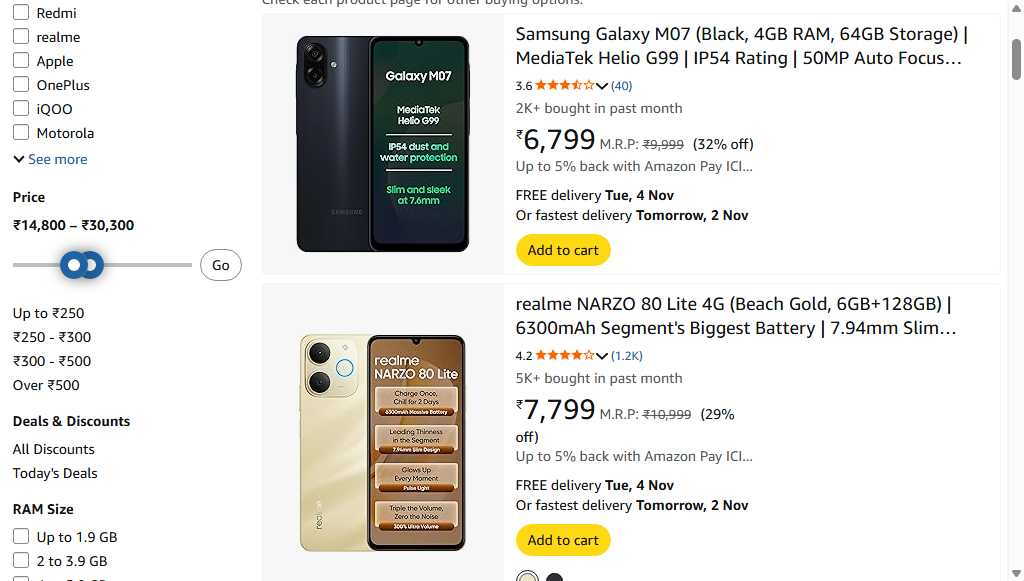 Check each product page for other buying options.
Redmi
realme
Apple
OnePlus
iQOO
Motorola
See more
Price
₹14,800 – ₹30,300
Go
Up to ₹250
₹250 - ₹300
₹300 - ₹500
Over ₹500
Deals & Discounts
All Discounts
Today's Deals
RAM Size
Up to 1.9 GB
2 to 3.9 GB
Galaxy M07
MediaTek
Helio G99
IP54 dust and
water protection
Slim and sleek
at 7.6mm
SAMSUNG
Samsung Galaxy M07 (Black, 4GB RAM, 64GB Storage) |
MediaTek Helio G99 | IP54 Rating | 50MP Auto Focus…
3.6 (40)
2K+ bought in past month
₹6,799 M.R.P: ₹9,999 (32% off)
Up to 5% back with Amazon Pay ICI…
FREE delivery Tue, 4 Nov
Or fastest delivery Tomorrow, 2 Nov
Add to cart
realme
NARZO 80 Lite
Charge Once,
Chill for 2 Days
6300mAh Massive Battery
Leading Thinness
in the Segment
7.94mm Slim Design
Glows Up
Every Moment
Pulse Light
Triple the Volume,
Zero the Noise
300% Ultra Volume
realme
realme NARZO 80 Lite 4G (Beach Gold, 6GB+128GB) |
6300mAh Segment's Biggest Battery | 7.94mm Slim…
4.2 (1.2K)
5K+ bought in past month
₹7,799 M.R.P: ₹10,999 (29%
off)
Up to 5% back with Amazon Pay ICI…
FREE delivery Tue, 4 Nov
Or fastest delivery Tomorrow, 2 Nov
Add to cart